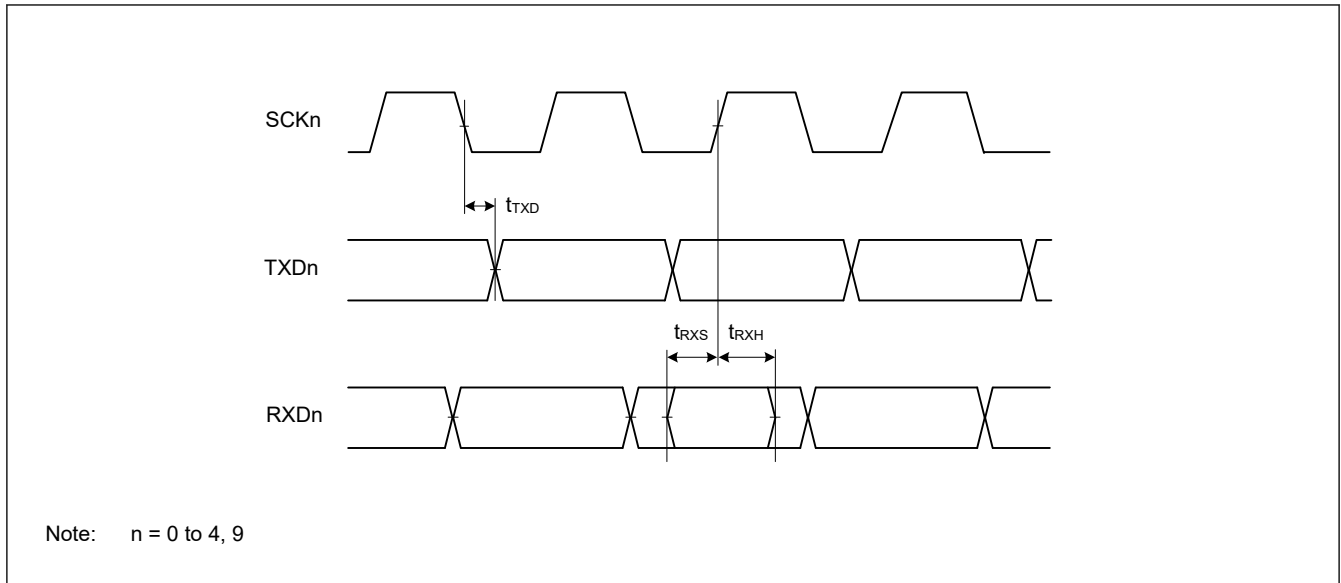 SCKn
tTXD
TXDn
tRXS tRXH
RXDn
Note: n = 0 to 4, 9